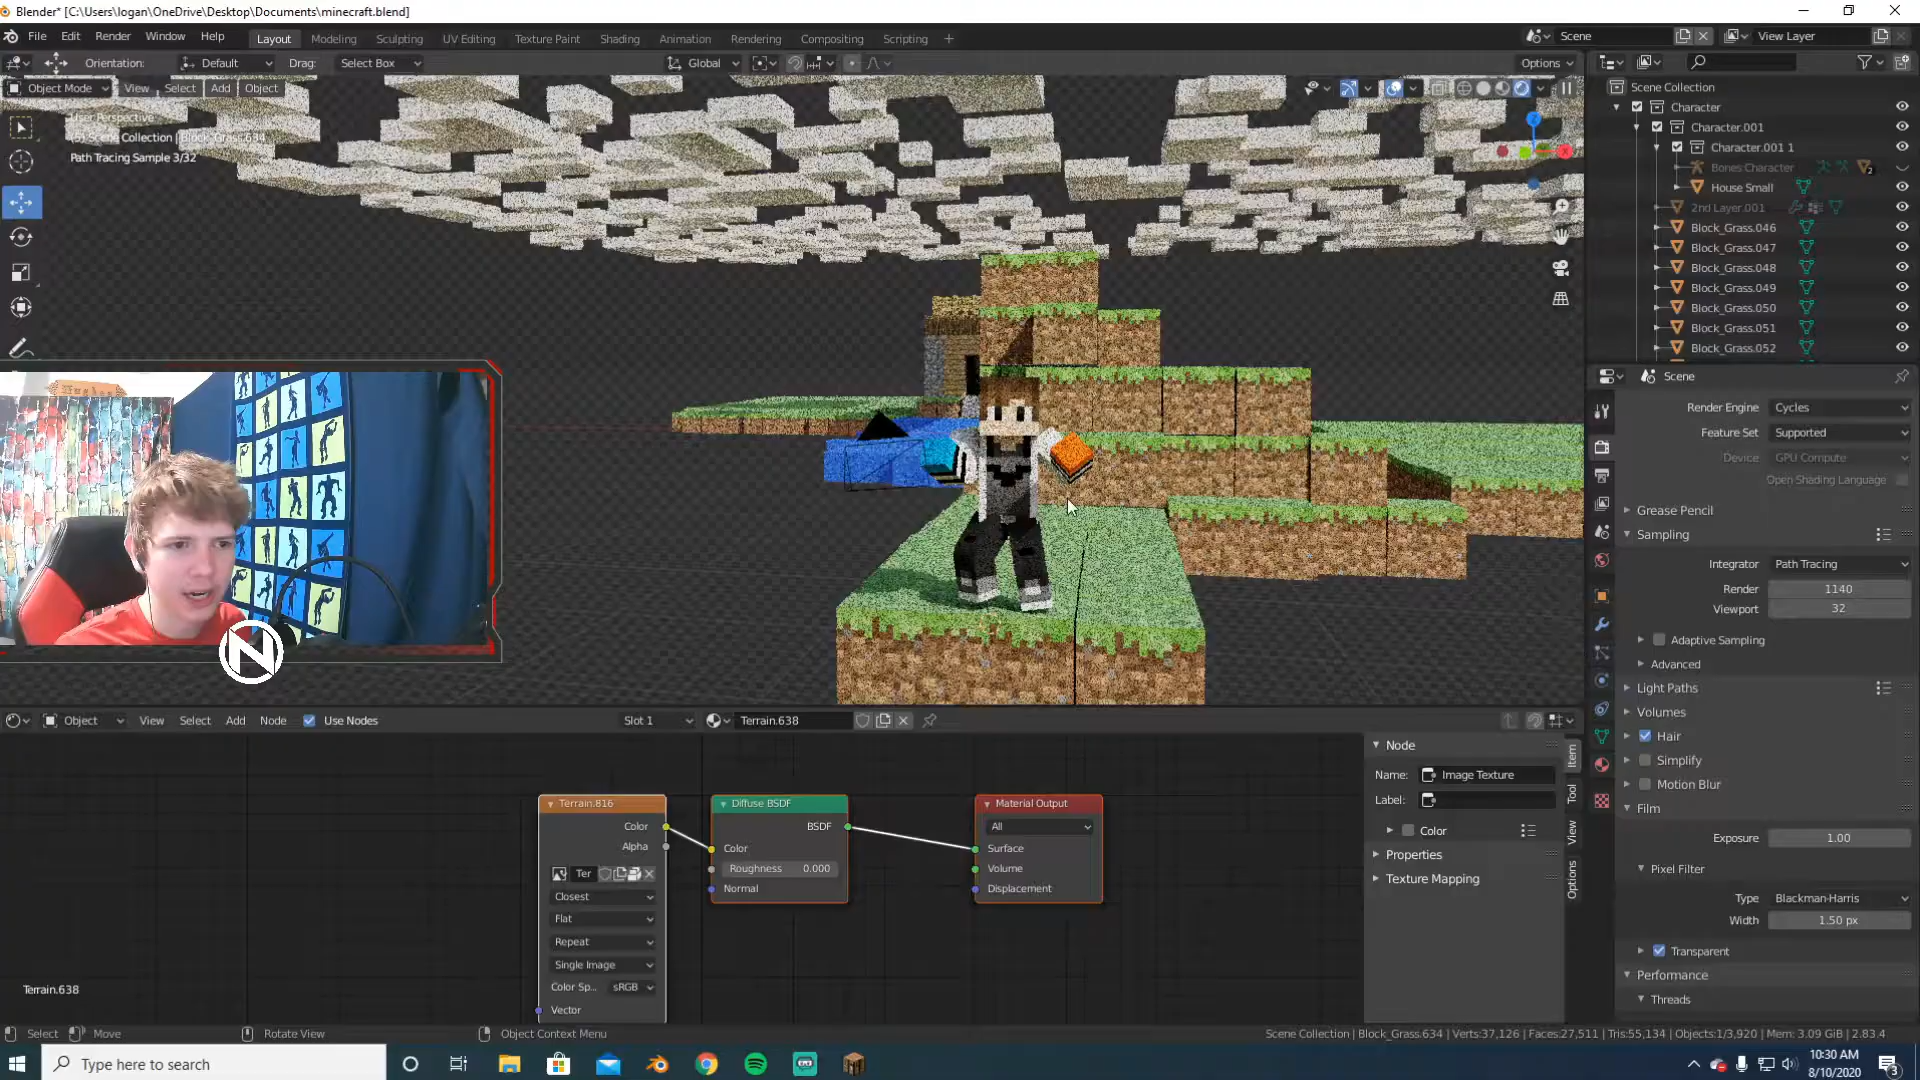 Blender* [C:\Users\logan\OneDrive\Desktop\Documents\minecraft.blend]
File Edit Render Window Help Layout Modeling Sculpting UV Editing Texture Paint Shading Animation Rendering Compositing Scripting + Scene View Layer
Orientation: Default Drag: Select Box Global Options
Object Mode View Select Add Object
User Perspective
(5) Scene Collection | Block_Grass.634
Path Tracing Sample 3/32
Z
X
Scene Collection
Character
Character.001
Character.001 1
Bones Character 2
House Small
2nd Layer.001
Block_Grass.046
Block_Grass.047
Block_Grass.048
Block_Grass.049
Block_Grass.050
Block_Grass.051
Block_Grass.052
Scene
Render Engine Cycles
Feature Set Supported
Device GPU Compute
Open Shading Language
Grease Pencil
Sampling
Integrator Path Tracing
Render 1140
Viewport 32
Adaptive Sampling
Advanced
Light Paths
Volumes
Hair
Simplify
Motion Blur
Film
Exposure 1.00
Pixel Filter
Type Blackman-Harris
Width 1.50 px
Transparent
Performance
Threads
N
Object View Select Add Node Use Nodes Slot 1 Terrain.638
Terrain.816
Color
Alpha
Ter
Closest
Flat
Repeat
Single Image
Color Sp... sRGB
Vector
Diffuse BSDF
BSDF
Color
Roughness 0.000
Normal
Material Output
All
Surface
Volume
Displacement
Node
Name: Image Texture
Label:
Color
Properties
Texture Mapping
Item
Tool
View
Options
Terrain.638
Select Move Rotate View Object Context Menu Scene Collection | Block_Grass.634 | Verts:37,126 | Faces:27,511 | Tris:55,134 | Objects:1/3,920 | Mem: 3.09 GiB | 2.83.4
Type here to search
10:30 AM
8/10/2020
3